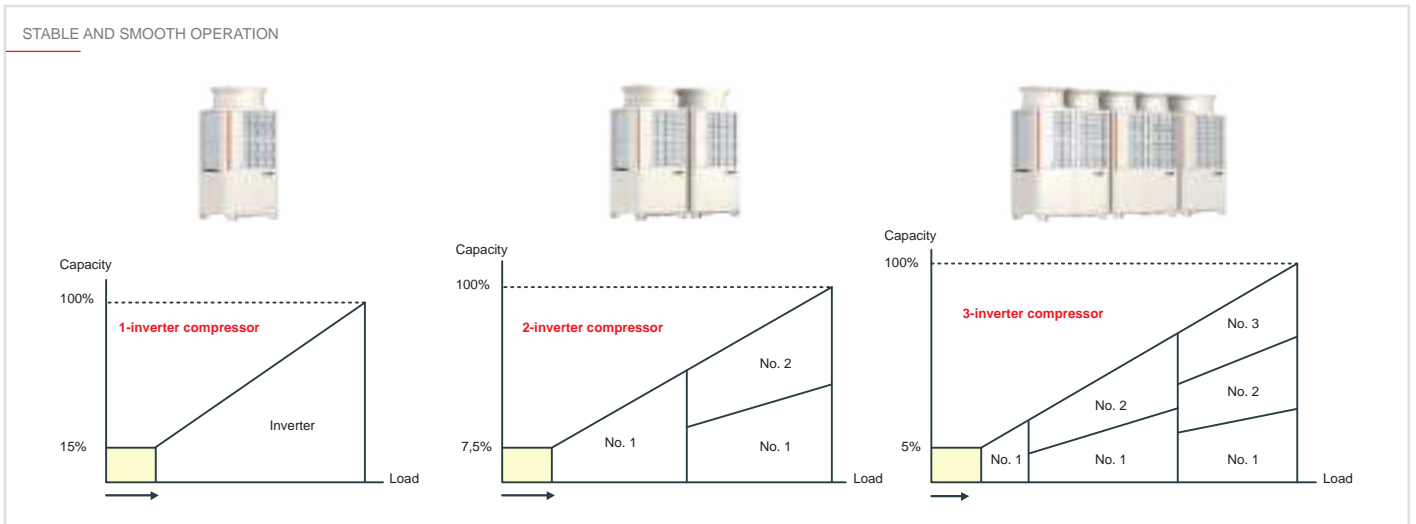 STABLE AND SMOOTH OPERATION
Capacity
100%
1-inverter compressor
Inverter
15%
Load
Capacity
100%
2-inverter compressor
No. 2
No. 1
No. 1
7,5%
Load
Capacity
100%
3-inverter compressor
No. 3
No. 2
No. 2
No. 1
No. 1
No. 1
5%
Load